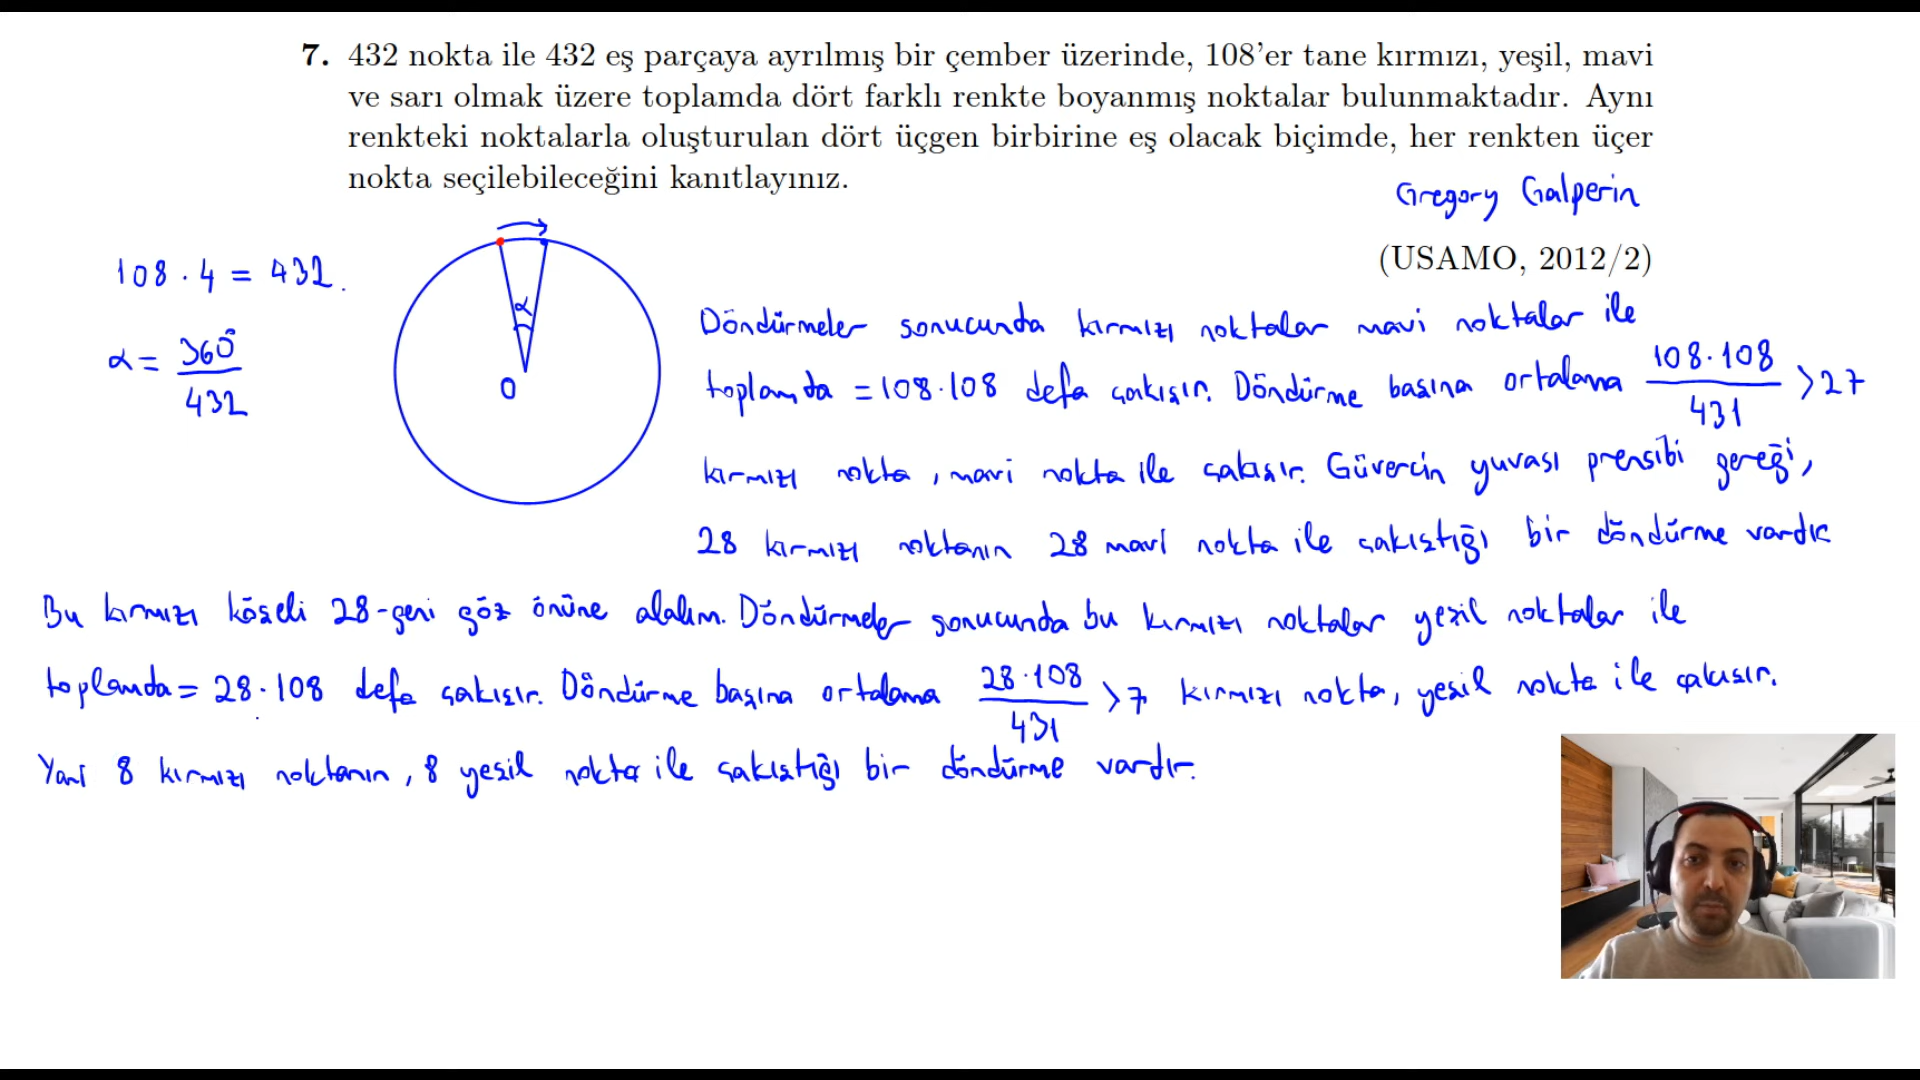 7. 432 nokta ile 432 eş parçaya ayrılmış bir çember üzerinde, 108'er tane kırmızı, yeşil, mavi
ve sarı olmak üzere toplamda dört farklı renkte boyanmış noktalar bulunmaktadır. Aynı
renkteki noktalarla oluşturulan dört üçgen birbirine eş olacak biçimde, her renkten üçer
nokta seçilebileceğini kanıtlayınız.
Gregory Galperin
(USAMO, 2012/2)
108 . 4 = 432.
α = 360° / 432
α
O
Döndürmeler sonucunda kırmızı noktalar mavi noktalar ile
toplamda = 108.108 defa çakışır. Döndürme başına ortalama 108.108 / 431 > 27
kırmızı nokta, mavi nokta ile çakışır. Güvercin yuvası prensibi gereği,
28 kırmızı noktanın 28 mavi nokta ile çakıştığı bir döndürme vardır
Bu kırmızı köşeli 28-geni göz önüne alalım. Döndürmeler sonucunda bu kırmızı noktalar yeşil noktalar ile
toplamda = 28.108 defa çakışır. Döndürme başına ortalama 28.108 / 431 > 7 kırmızı nokta, yeşil nokta ile çakışır.
Yani 8 kırmızı noktanın, 8 yeşil nokta ile çakıştığı bir döndürme vardır.